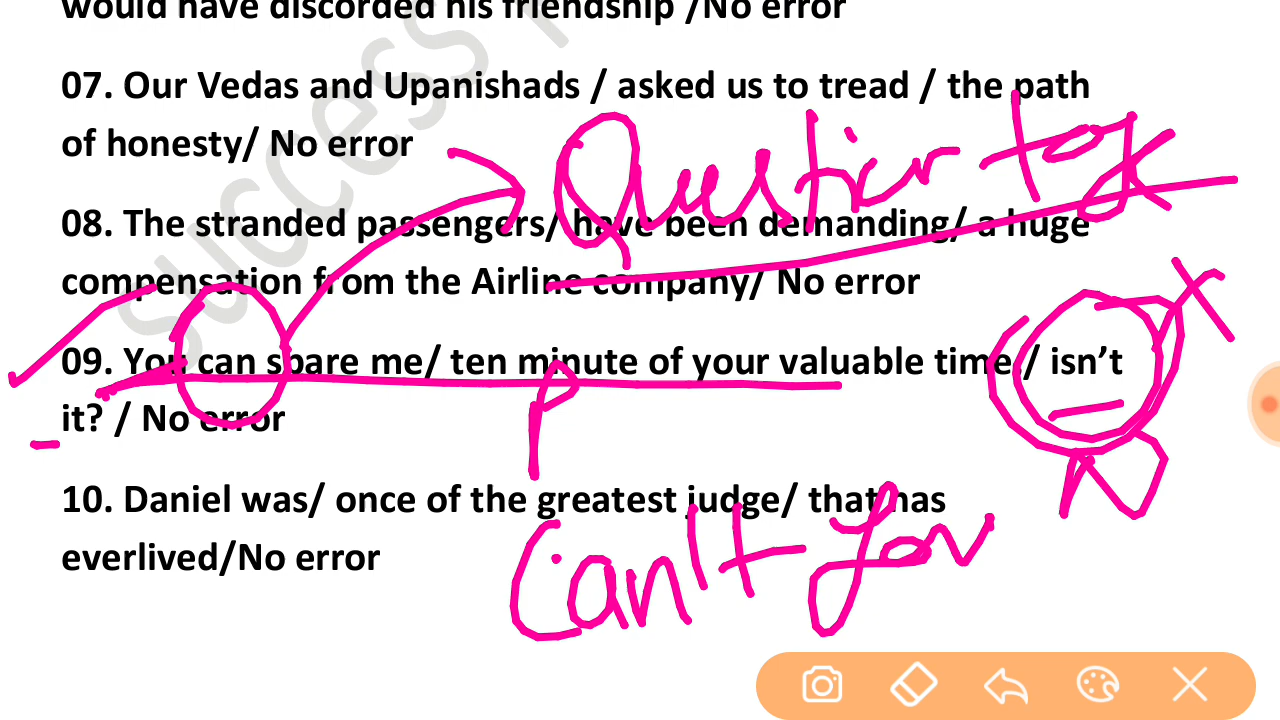 would have discorded his friendship /No error
07. Our Vedas and Upanishads / asked us to tread / the path
of honesty/ No error
Question tag
08. The stranded passengers/ have been demanding/ a huge
compensation from the Airline company/ No error
09. You can spare me/ ten minute of your valuable time,/ isn't
it? / No error
10. Daniel was/ once of the greatest judge/ that has
everlived/No error
Can't You
success